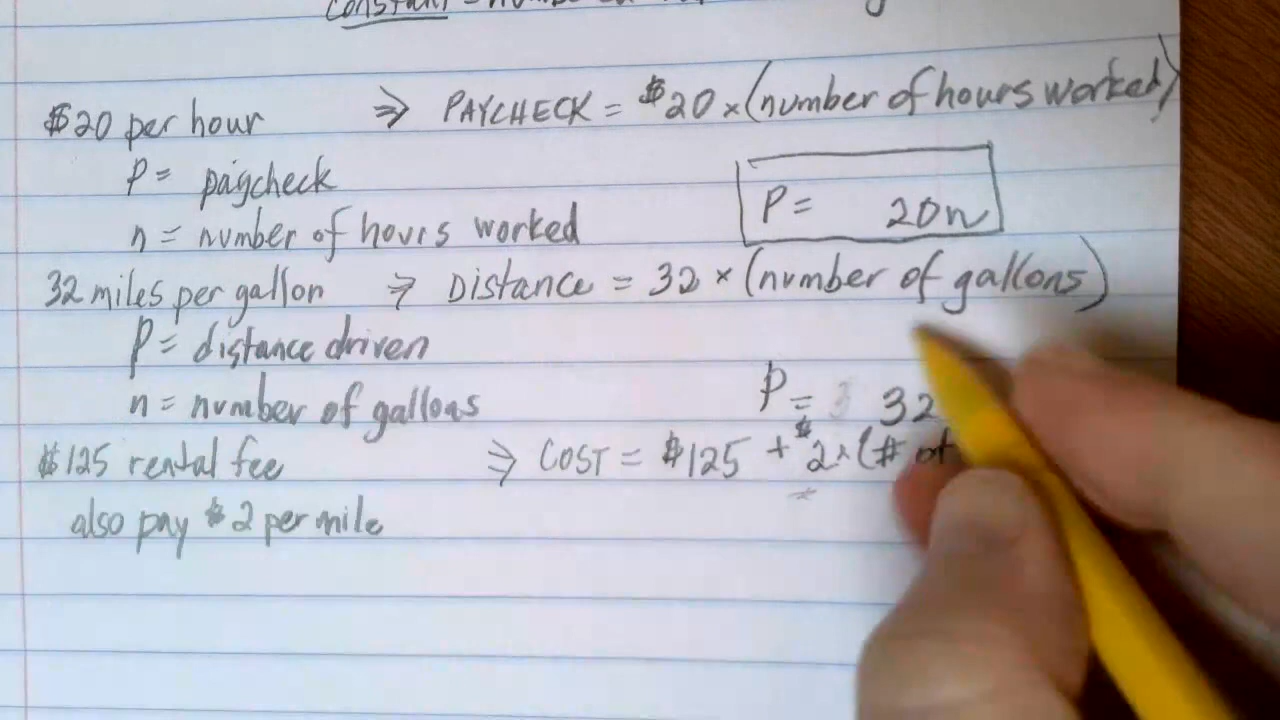 constant
$20 per hour ⇒ PAYCHECK = $20 × (number of hours worked)
P = paycheck
P = 20n
n = number of hours worked
32 miles per gallon ⇒ DISTANCE = 32 × (number of gallons)
P = distance driven
P = 32
n = number of gallons
$125 rental fee ⇒ COST = $125 + $2 × (# of
also pay $2 per mile